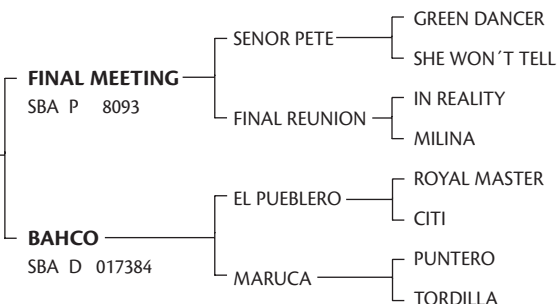 GREEN DANCER
SENOR PETE
SHE WON´T TELL
FINAL MEETING
SBA P 8093
IN REALITY
FINAL REUNION
MILINA
ROYAL MASTER
EL PUEBLERO
CITI
BAHCO
SBA D 017384
PUNTERO
MARUCA
TORDILLA